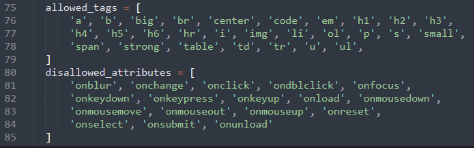 75 allowed_tags = [
76 'a', 'b', 'big', 'br', 'center', 'code', 'em', 'h1', 'h2', 'h3',
77 'h4', 'h5', 'h6', 'hr', 'i', 'img', 'li', 'ol', 'p', 's', 'small',
78 'span', 'strong', 'table', 'td', 'tr', 'u', 'ul',
79 ]
80 disallowed_attributes = [
81 'onblur', 'onchange', 'onclick', 'ondblclick', 'onfocus',
82 'onkeydown', 'onkeypress', 'onkeyup', 'onload', 'onmousedown',
83 'onmousemove', 'onmouseout', 'onmouseup', 'onreset',
84 'onselect', 'onsubmit', 'onunload'
85 ]